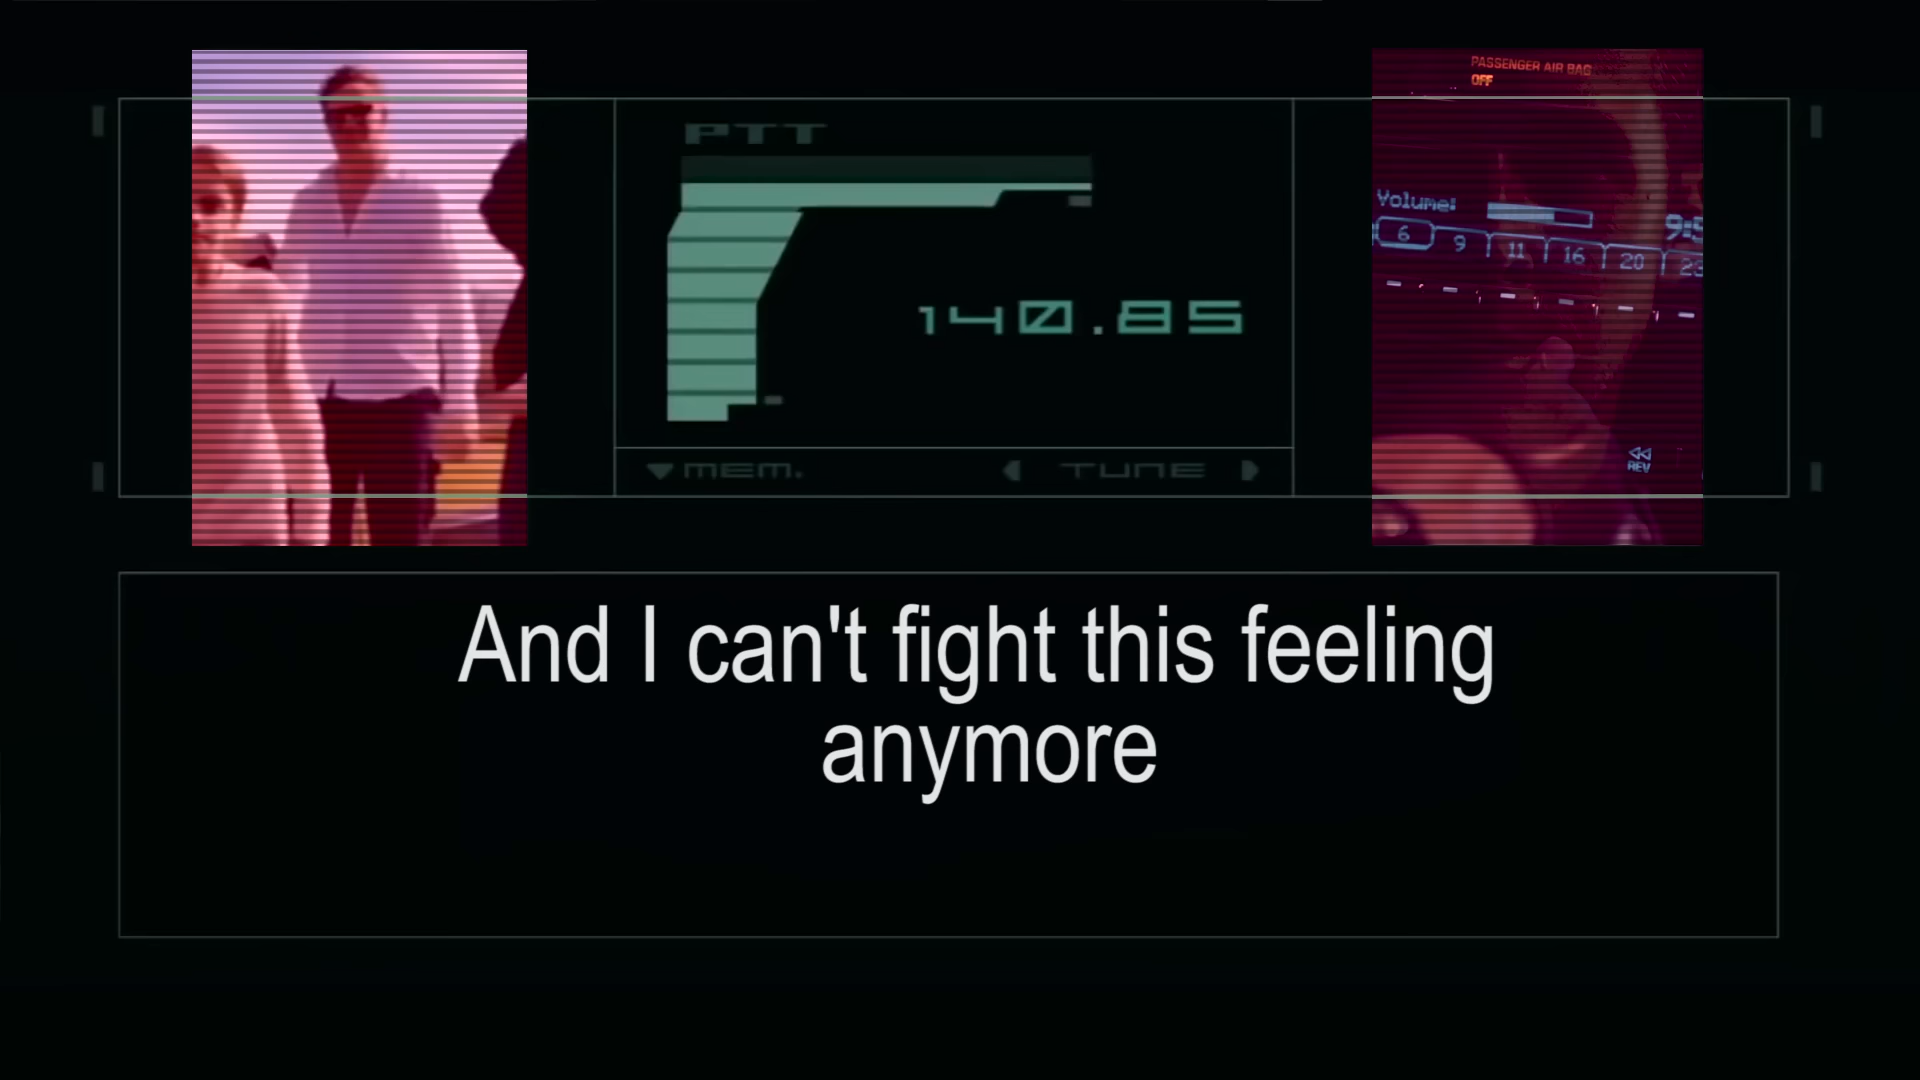 PTT
140.85
MEM.
TUNE
PASSENGER AIR BAG
OFF
Volume:
6 9 11 16 20
REV
And I can't fight this feeling
anymore